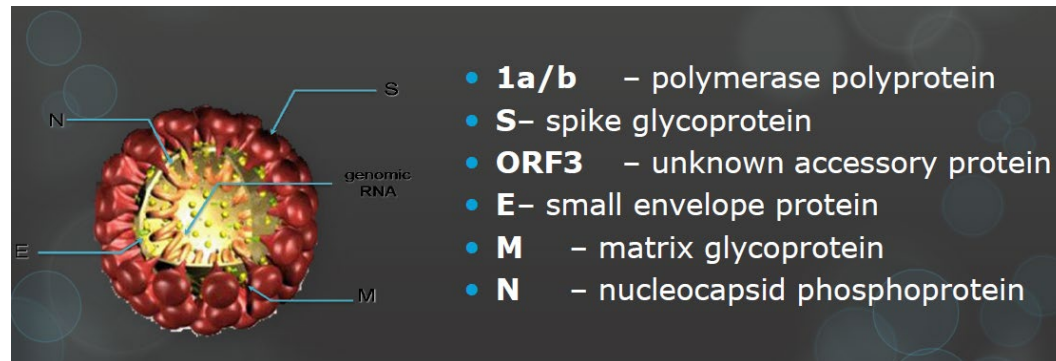 S
N
genomic
RNA
E
M
• 1a/b – polymerase polyprotein
• S– spike glycoprotein
• ORF3 – unknown accessory protein
• E– small envelope protein
• M – matrix glycoprotein
• N – nucleocapsid phosphoprotein